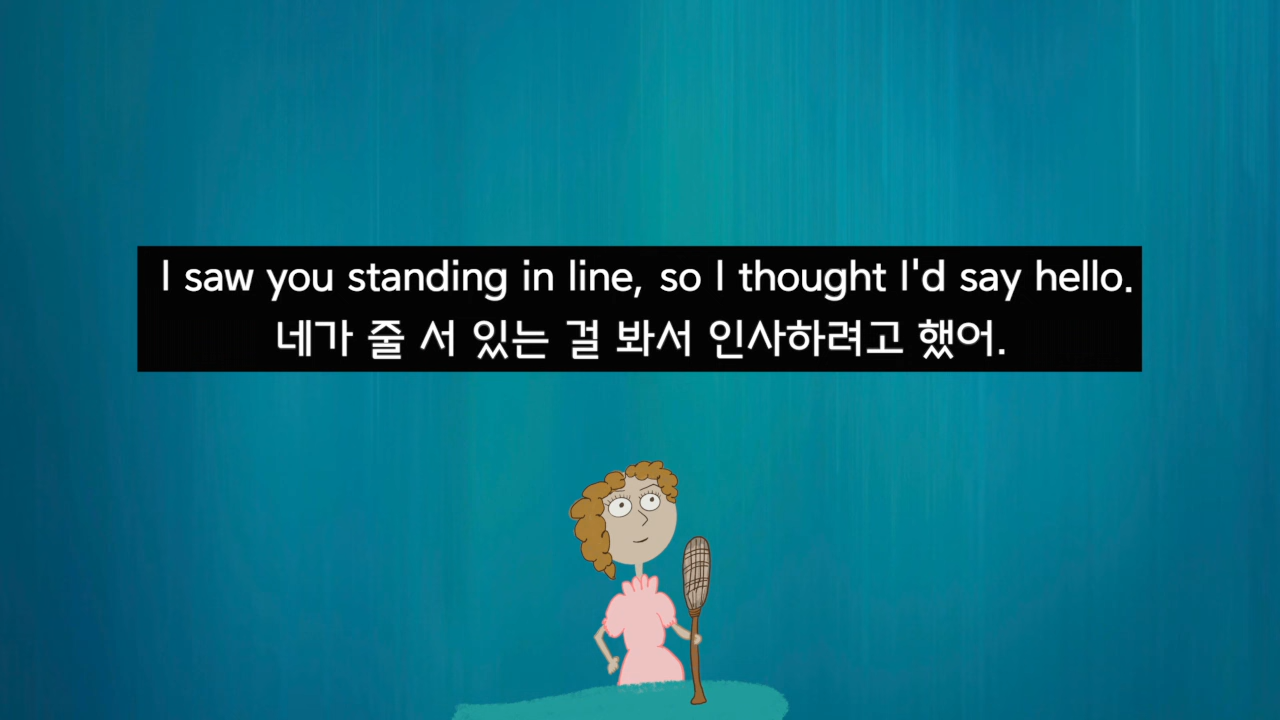 I saw you standing in line, so I thought I'd say hello.
네가 줄 서 있는 걸 봐서 인사하려고 했어.